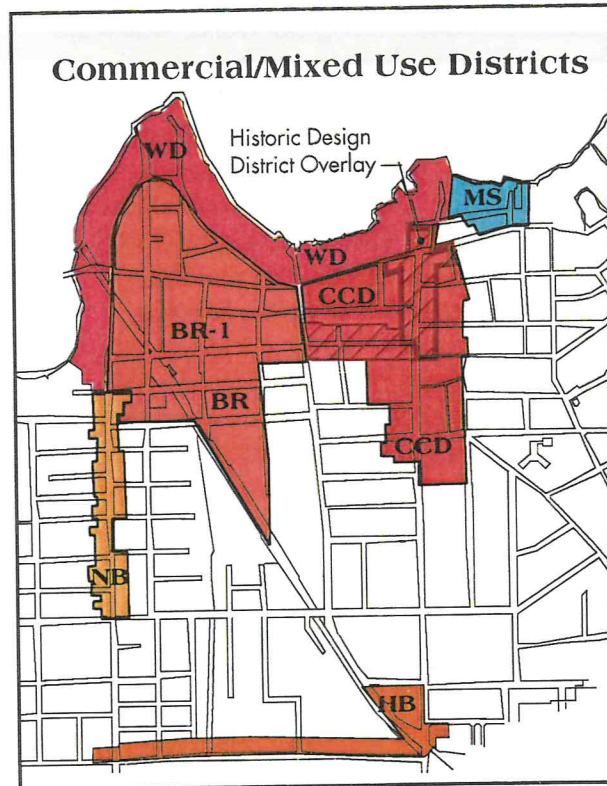 Commercial/Mixed Use Districts
Historic Design
District Overlay
WD
MS
WD
CCD
BR-1
BR
CCD
NB
HB